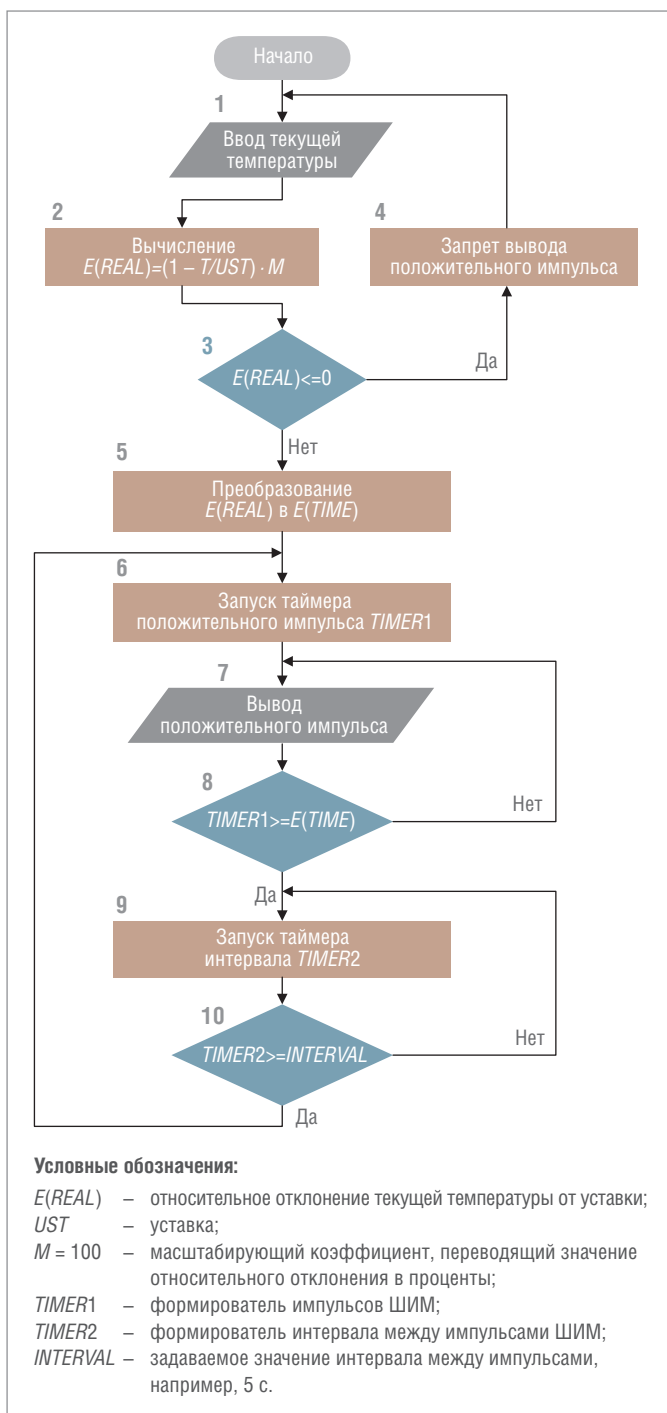 Начало
1
Ввод текущей
температуры
2
Вычисление
E(REAL)=(1 – T/UST) · M
4
Запрет вывода
положительного импульса
3
E(REAL)<=0
Да
Нет
5
Преобразование
E(REAL) в E(TIME)
6
Запуск таймера
положительного импульса TIMER1
7
Вывод
положительного импульса
8
TIMER1>=E(TIME)
Нет
Да
9
Запуск таймера
интервала TIMER2
10
TIMER2>=INTERVAL
Нет
Да
Условные обозначения:
E(REAL) – относительное отклонение текущей температуры от уставки;
UST – уставка;
M = 100 – масштабирующий коэффициент, переводящий значение
относительного отклонения в проценты;
TIMER1 – формирователь импульсов ШИМ;
TIMER2 – формирователь интервала между импульсами ШИМ;
INTERVAL – задаваемое значение интервала между импульсами,
например, 5 с.